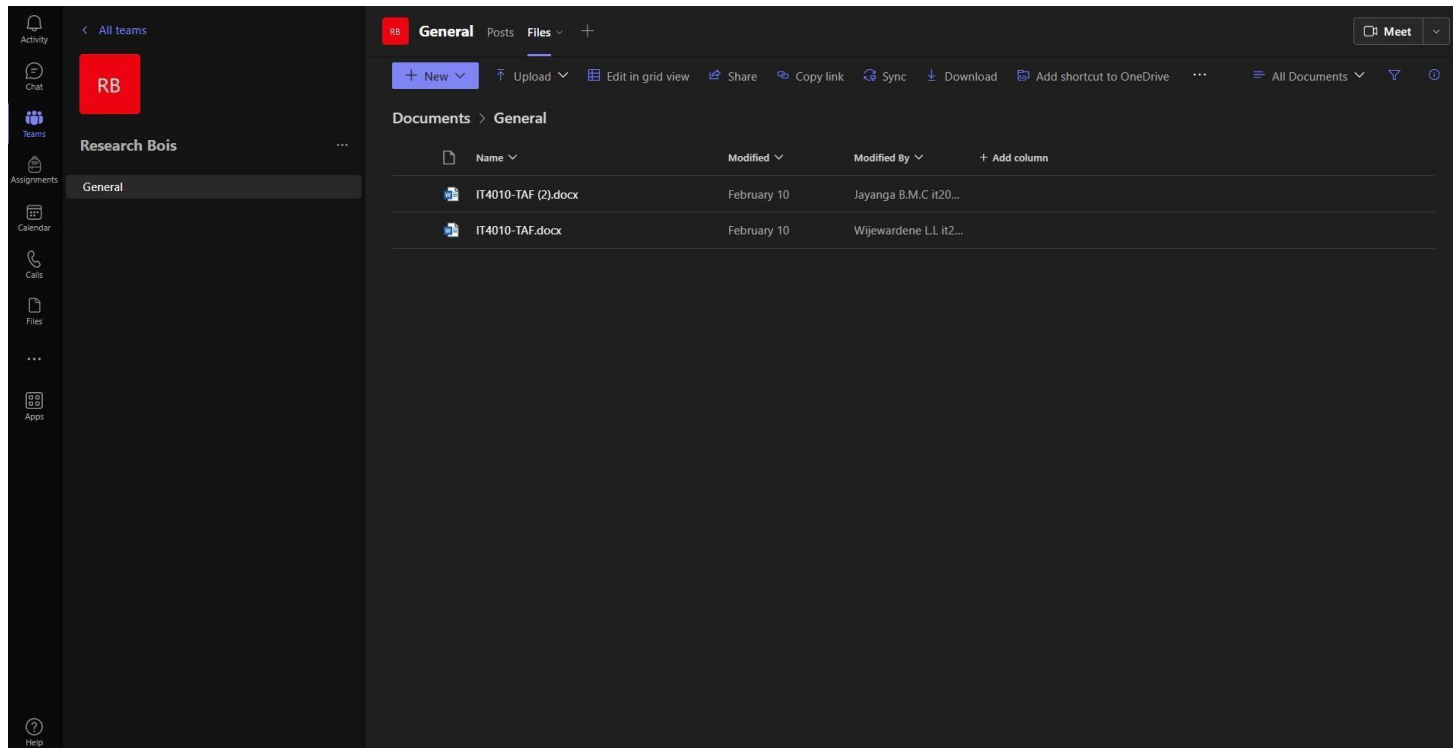 Activity
Chat
Teams
Assignments
Calendar
Calls
Files
Apps
Help
All teams
RB
Research Bois
General
RB General Posts Files
Meet
New Upload Edit in grid view Share Copy link Sync Download Add shortcut to OneDrive ... All Documents
Documents > General
Name Modified Modified By + Add column
IT4010-TAF (2).docx February 10 Jayanga B.M.C it20...
IT4010-TAF.docx February 10 Wijewardene L.L it2...